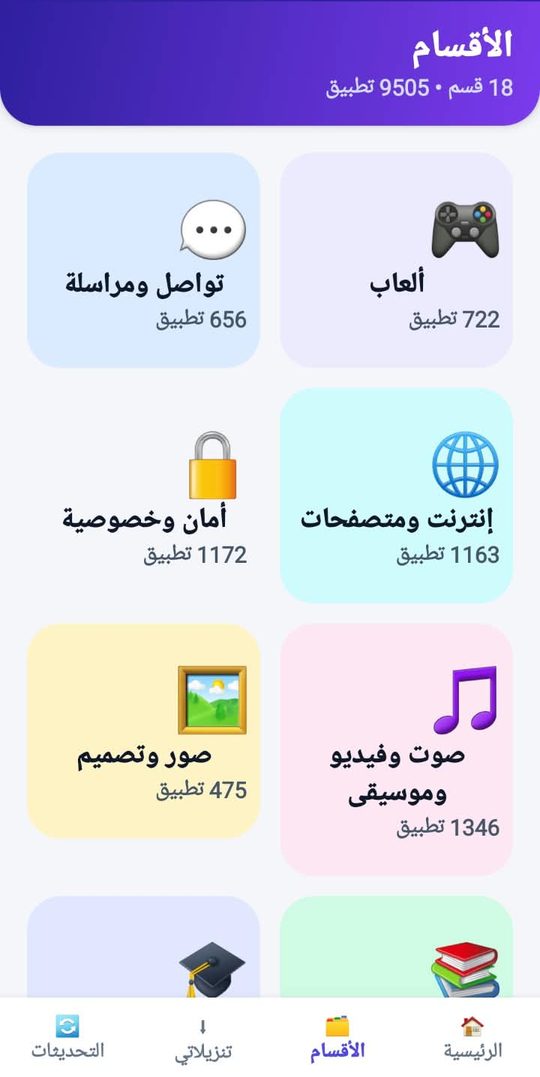 الأقسام
18 قسم • 9505 تطبيق
ألعاب
722 تطبيق
تواصل ومراسلة
656 تطبيق
إنترنت ومتصفحات
1163 تطبيق
أمان وخصوصية
1172 تطبيق
صوت وفيديو
وموسيقى
1346 تطبيق
صور وتصميم
475 تطبيق
الرئيسية
الأقسام
تنزيلاتي
التحديثات